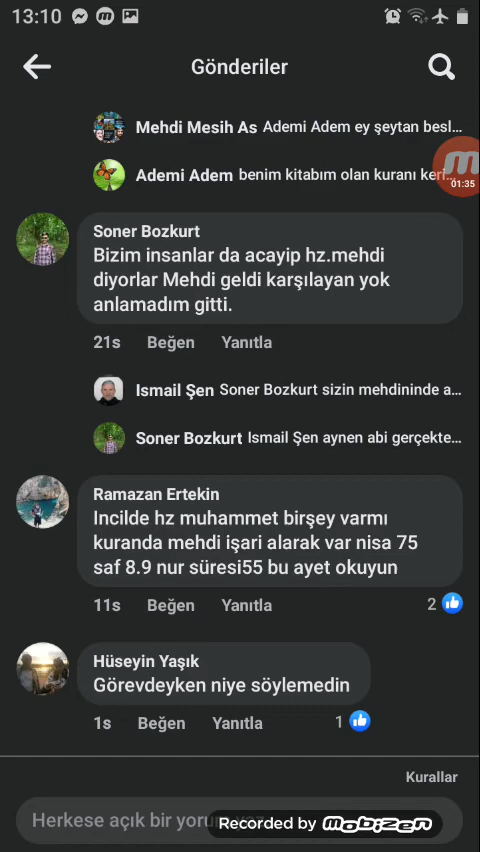 13:10
Gönderiler
Mehdi Mesih As Ademi Adem ey şeytan besl...
Ademi Adem benim kitabım olan kuranı keri...
01:35
Soner Bozkurt
Bizim insanlar da acayip hz.mehdi
diyorlar Mehdi geldi karşılayan yok
anlamadım gitti.
21s Beğen Yanıtla
Ismail Şen Soner Bozkurt sizin mehdininde a...
Soner Bozkurt Ismail Şen aynen abi gerçekte...
Ramazan Ertekin
Incilde hz muhammet birşey varmı
kuranda mehdi işari alarak var nisa 75
saf 8.9 nur süresi55 bu ayet okuyun
11s Beğen Yanıtla 2
Hüseyin Yaşık
Görevdeyken niye söylemedin
1s Beğen Yanıtla 1
Kurallar
Herkese açık bir yorum
Recorded by mobizen